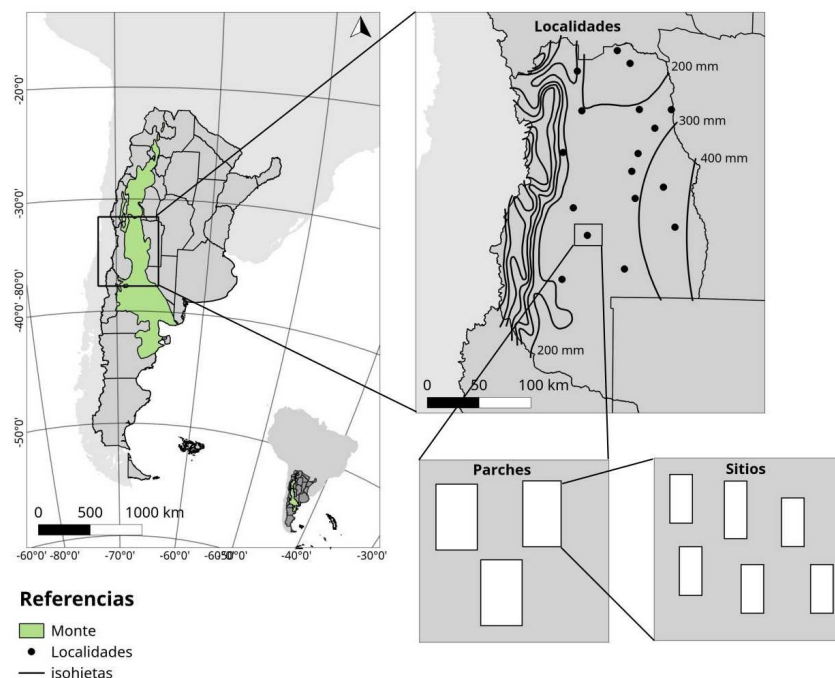 Localidades
200 mm
300 mm
400 mm
200 mm
0 50 100 km
-20°0'
-30°0'
-40°0'
-50°0'
0 500 1000 km
-60°0'
-80°0'
-70°0'
-60°0'
-40°0'
-30°0'
Parches
Sitios
Referencias
Monte
Localidades
isohietas